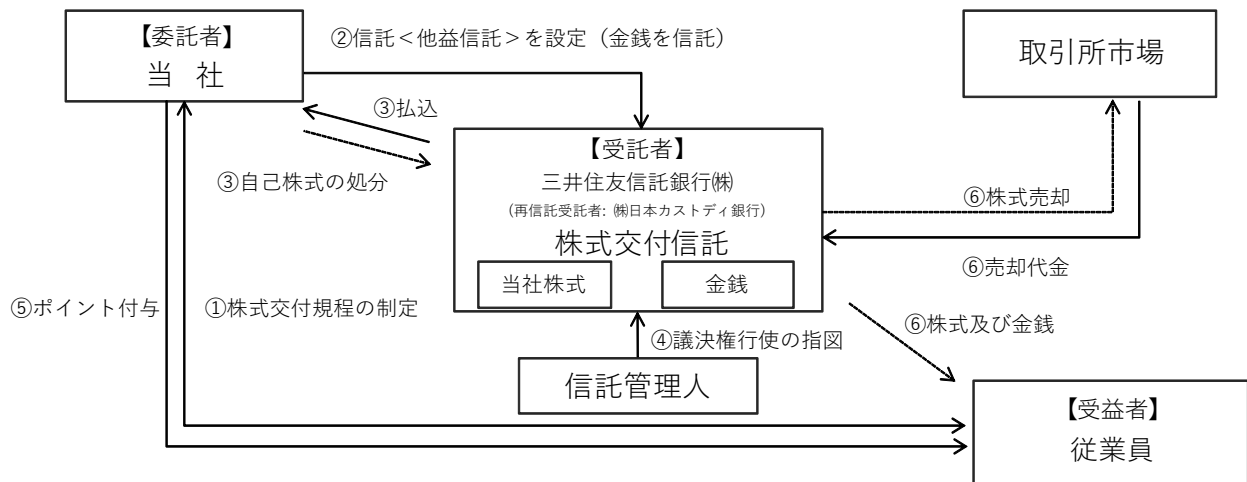 【委託者】
当 社
②信託＜他益信託＞を設定（金銭を信託）
取引所市場
③払込
③自己株式の処分
【受託者】
三井住友信託銀行㈱
(再信託受託者: ㈱日本カストディ銀行)
株式交付信託
当社株式
金銭
⑥株式売却
⑥売却代金
⑤ポイント付与
①株式交付規程の制定
④議決権行使の指図
⑥株式及び金銭
信託管理人
【受益者】
従業員